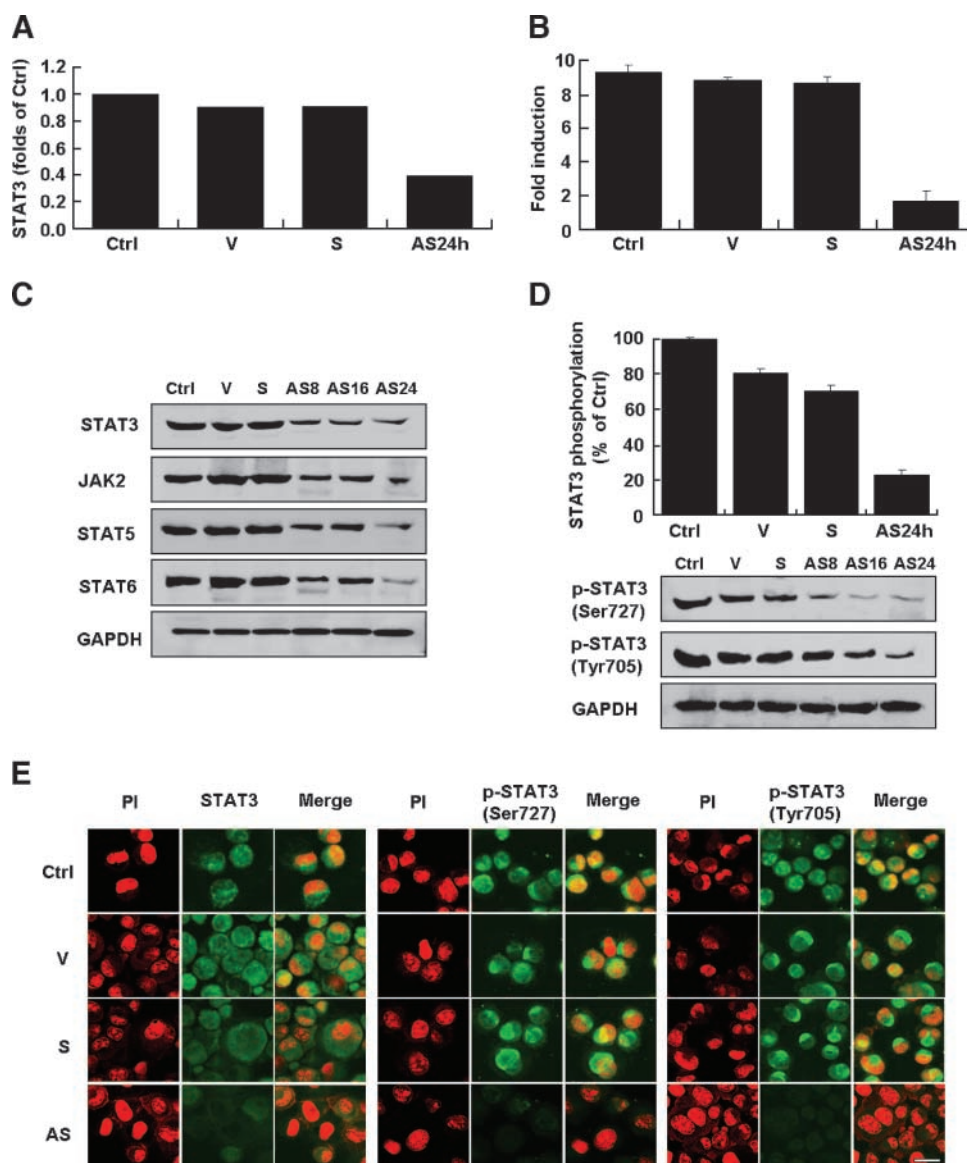 A
STAT3 (folds of Ctrl)
1.2
1.0
0.8
0.6
0.4
0.2
0.0
Ctrl V S AS24h
B
Fold induction
10
8
6
4
2
0
Ctrl V S AS24h
C
Ctrl V S AS8 AS16 AS24
STAT3
JAK2
STAT5
STAT6
GAPDH
D
STAT3 phosphorylation
(% of Ctrl)
100
80
60
40
20
0
Ctrl V S AS24h
Ctrl V S AS8 AS16 AS24
p-STAT3
(Ser727)
p-STAT3
(Tyr705)
GAPDH
E
PI STAT3 Merge PI p-STAT3
(Ser727) Merge PI p-STAT3
(Tyr705) Merge
Ctrl
V
S
AS